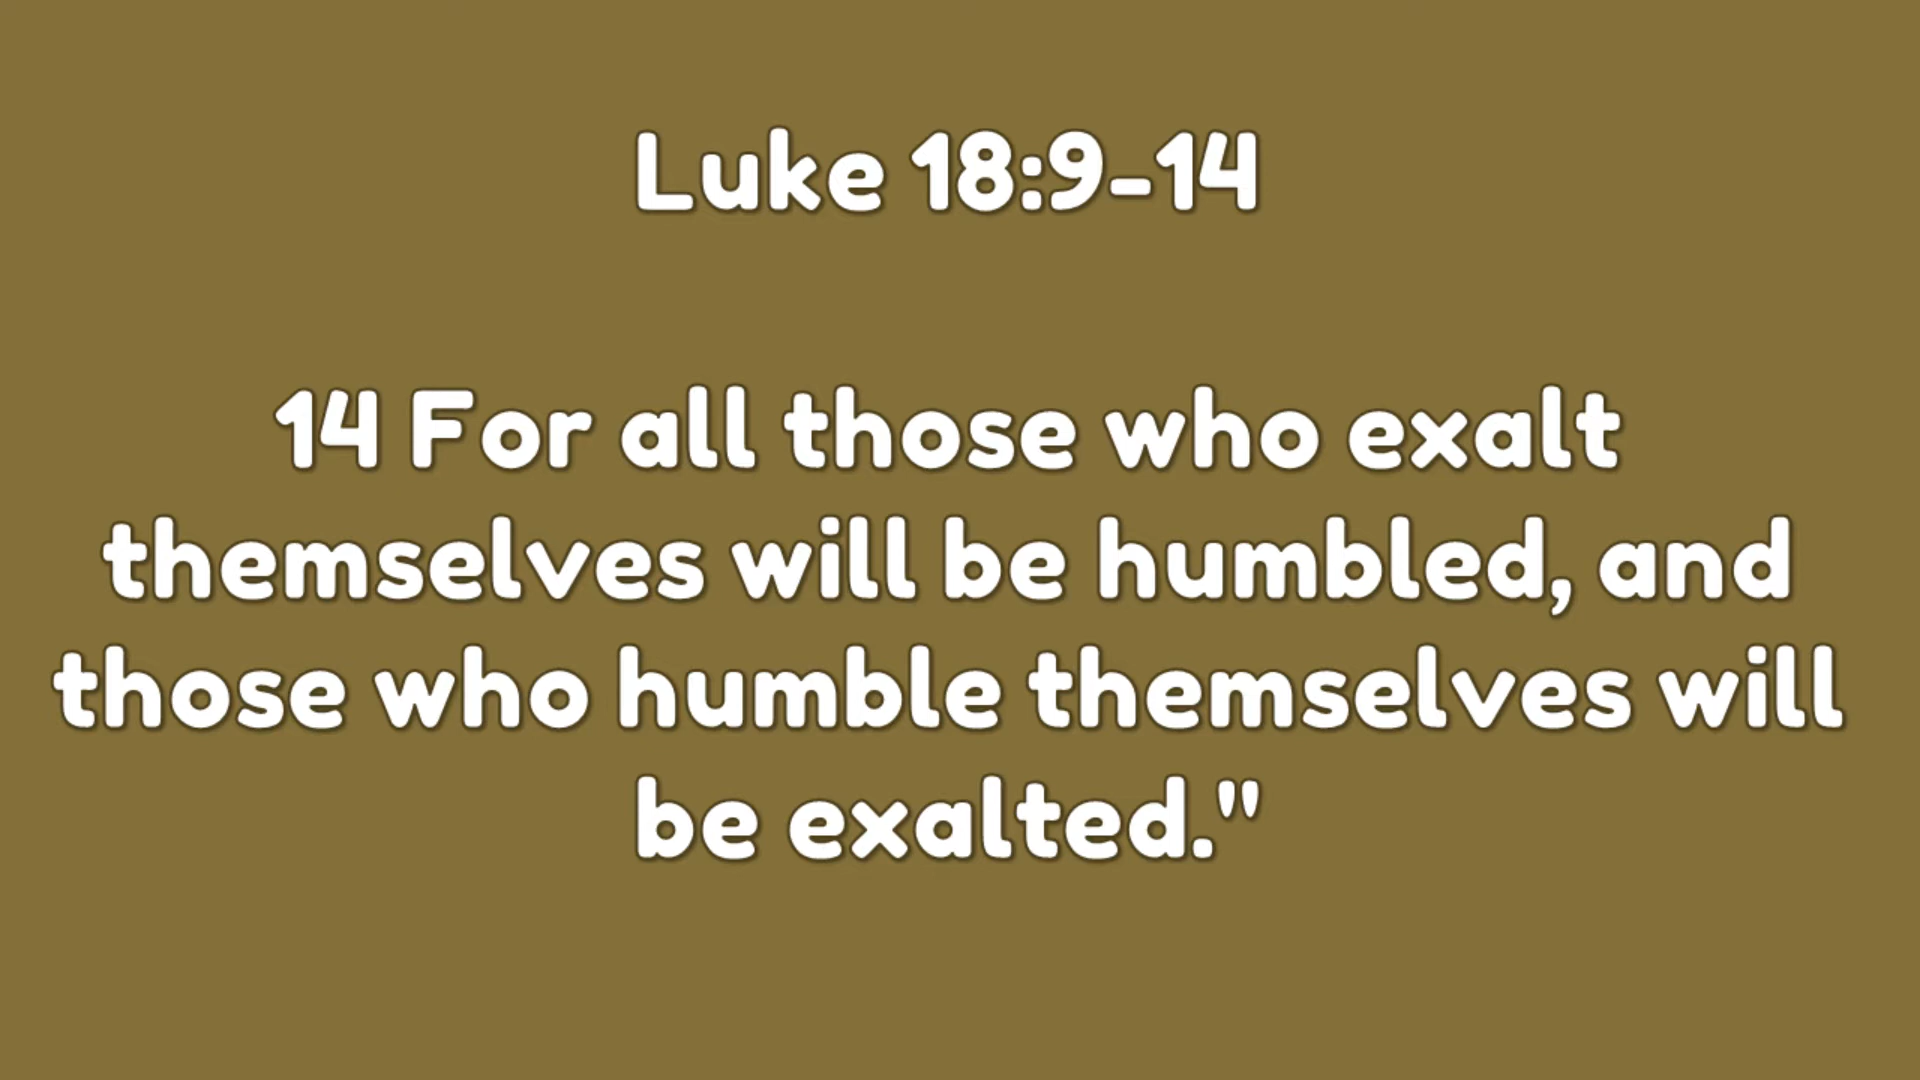 Luke 18:9-14
14 For all those who exalt
themselves will be humbled, and
those who humble themselves will
be exalted."